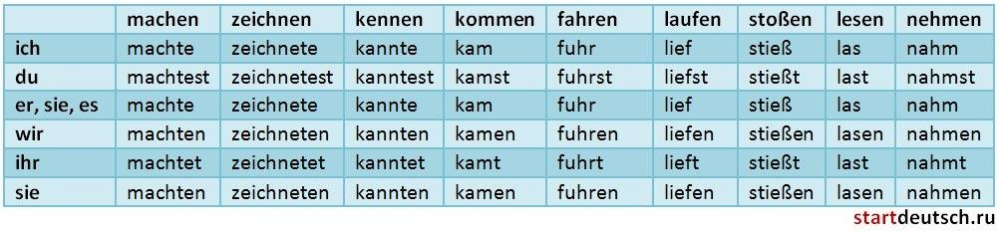 machen zeichnen kennen kommen fahren laufen stoßen lesen nehmen
ich machte zeichnete kannte kam fuhr lief stieß las nahm
du machtest zeichnetest kanntest kamst fuhrst liefst stießt last nahmst
er, sie, es machte zeichnete kannte kam fuhr lief stieß las nahm
wir machten zeichneten kannten kamen fuhren liefen stießen lasen nahmen
ihr machtet zeichnetet kanntet kamt fuhrt lieft stießt last nahmt
sie machten zeichneten kannten kamen fuhren liefen stießen lasen nahmen
startdeutsch.ru